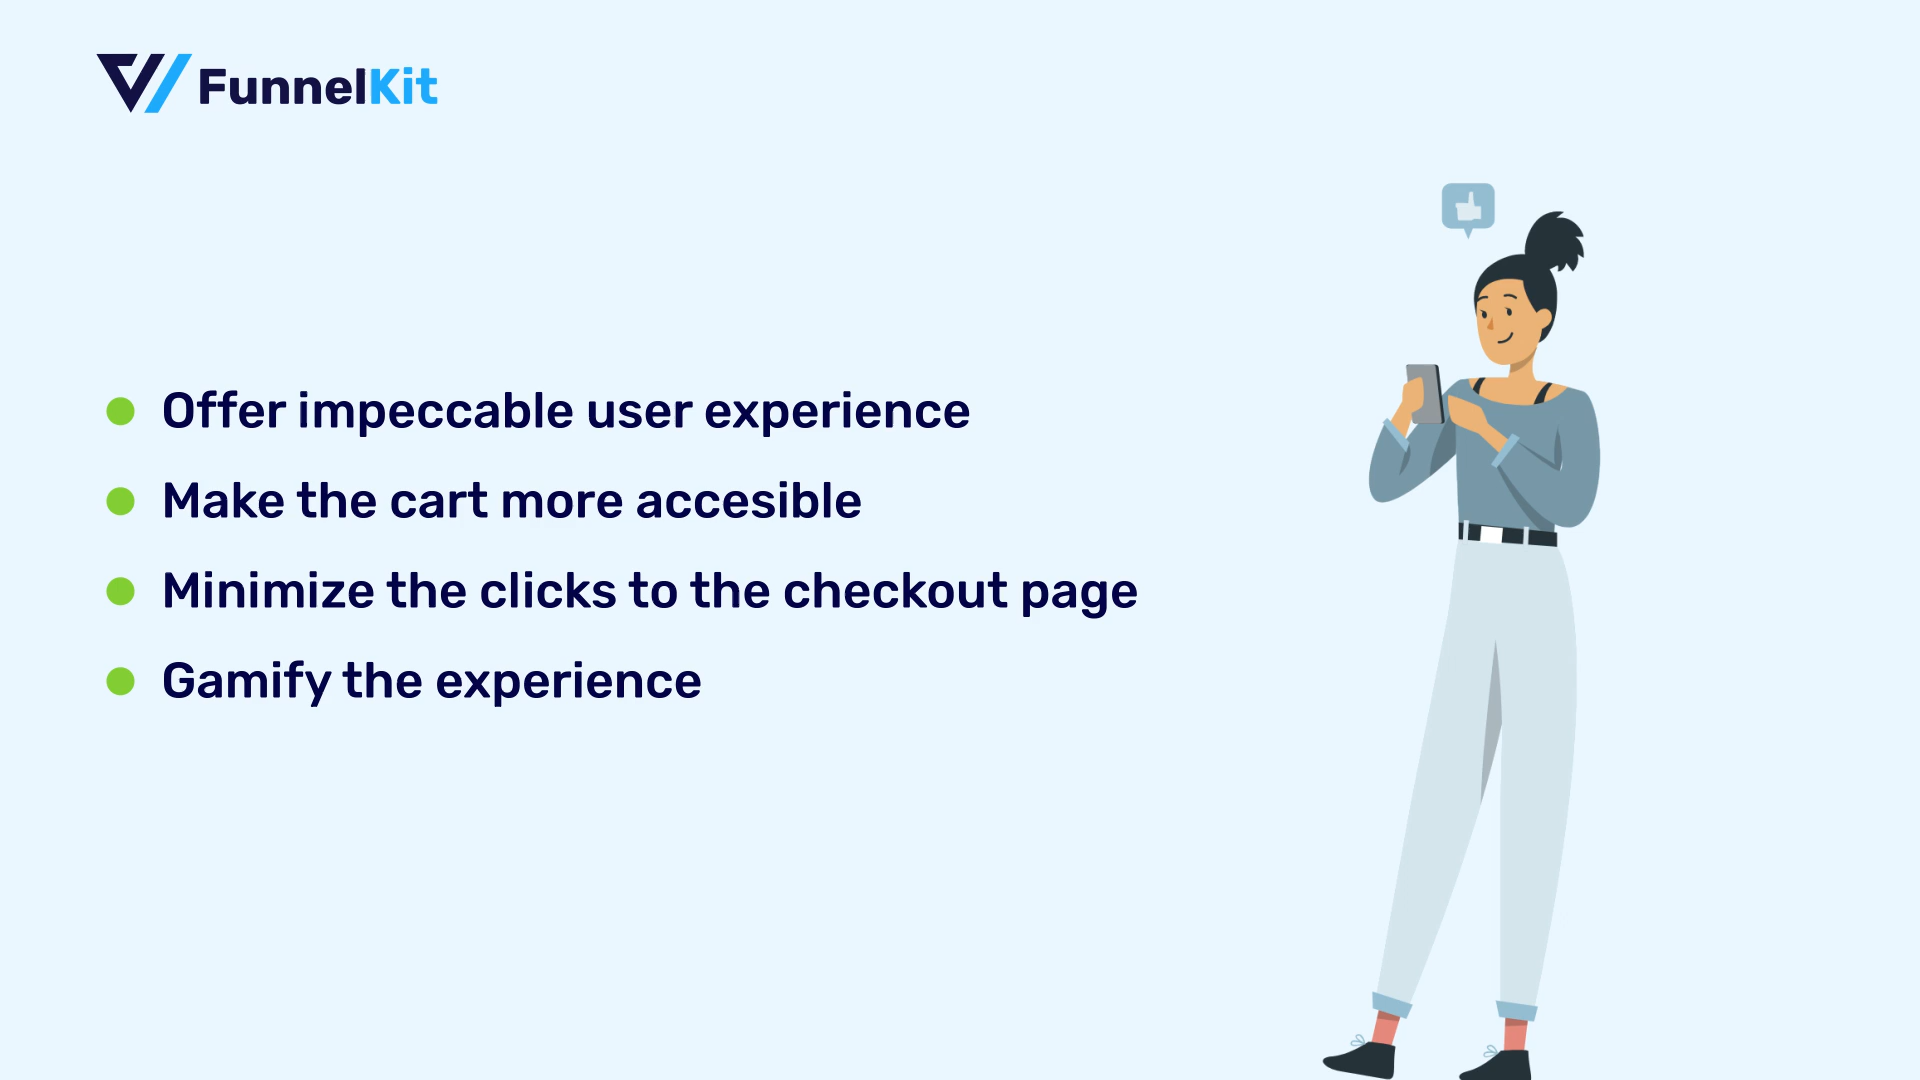 FunnelKit
Offer impeccable user experience
Make the cart more accesible
Minimize the clicks to the checkout page
Gamify the experience